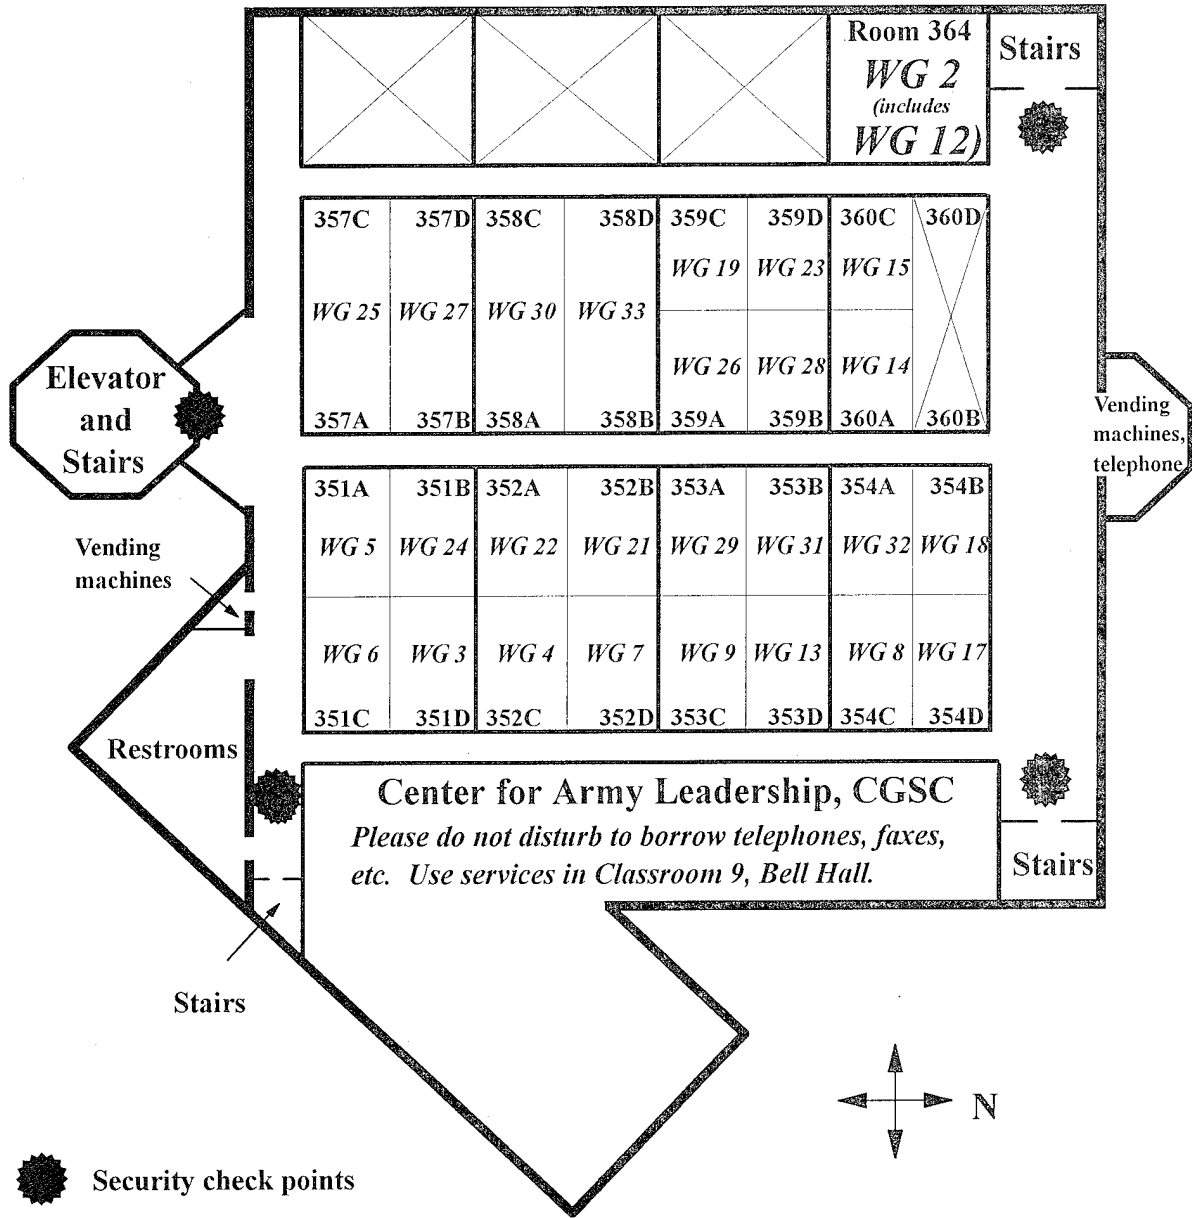 Room 364
WG 2
(includes
WG 12)
Stairs
357C 357D 358C 358D 359C 359D 360C 360D
WG 19 WG 23 WG 15
WG 25 WG 27 WG 30 WG 33
WG 26 WG 28 WG 14
357A 357B 358A 358B 359A 359B 360A 360B
Elevator
and
Stairs
Vending
machines,
telephone
351A 351B 352A 352B 353A 353B 354A 354B
WG 5 WG 24 WG 22 WG 21 WG 29 WG 31 WG 32 WG 18
Vending
machines
WG 6 WG 3 WG 4 WG 7 WG 9 WG 13 WG 8 WG 17
351C 351D 352C 352D 353C 353D 354C 354D
Restrooms
Center for Army Leadership, CGSC
Please do not disturb to borrow telephones, faxes,
etc. Use services in Classroom 9, Bell Hall.
Stairs
Stairs
N
Security check points